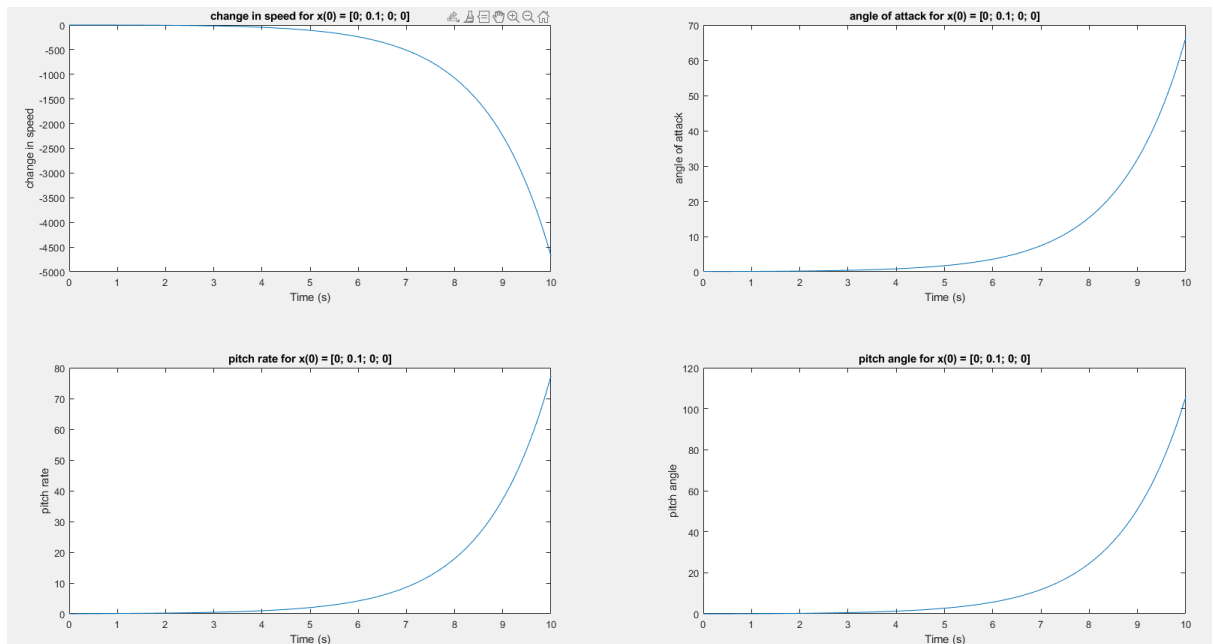 change in speed for x(0) = [0; 0.1; 0; 0]
change in speed
0
-500
-1000
-1500
-2000
-2500
-3000
-3500
-4000
-4500
-5000
0 1 2 3 4 5 6 7 8 9 10
Time (s)
angle of attack for x(0) = [0; 0.1; 0; 0]
angle of attack
70
60
50
40
30
20
10
0
0 1 2 3 4 5 6 7 8 9 10
Time (s)
pitch rate for x(0) = [0; 0.1; 0; 0]
pitch rate
80
70
60
50
40
30
20
10
0
0 1 2 3 4 5 6 7 8 9 10
Time (s)
pitch angle for x(0) = [0; 0.1; 0; 0]
pitch angle
120
100
80
60
40
20
0
0 1 2 3 4 5 6 7 8 9 10
Time (s)